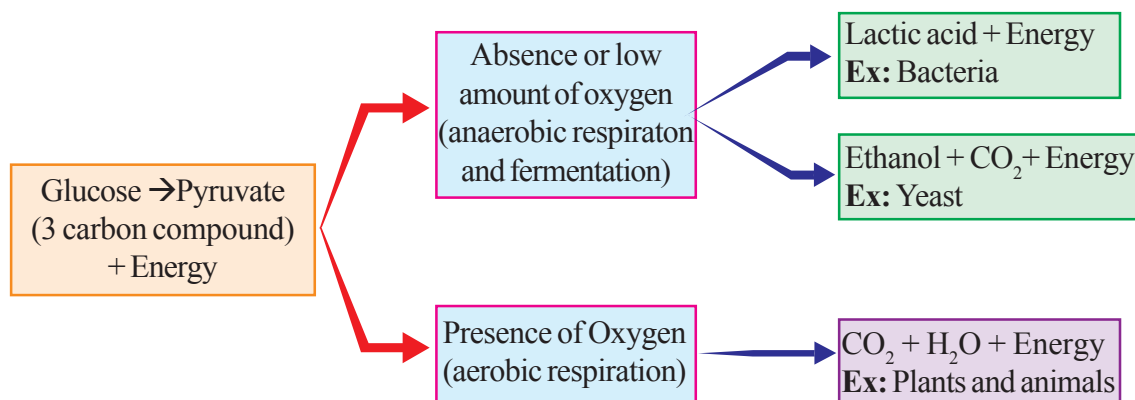 Glucose →Pyruvate
(3 carbon compound)
+ Energy
Absence or low
amount of oxygen
(anaerobic respiraton
and fermentation)
Lactic acid + Energy
Ex: Bacteria
Ethanol + CO₂+ Energy
Ex: Yeast
Presence of Oxygen
(aerobic respiration)
CO₂ + H₂O + Energy
Ex: Plants and animals